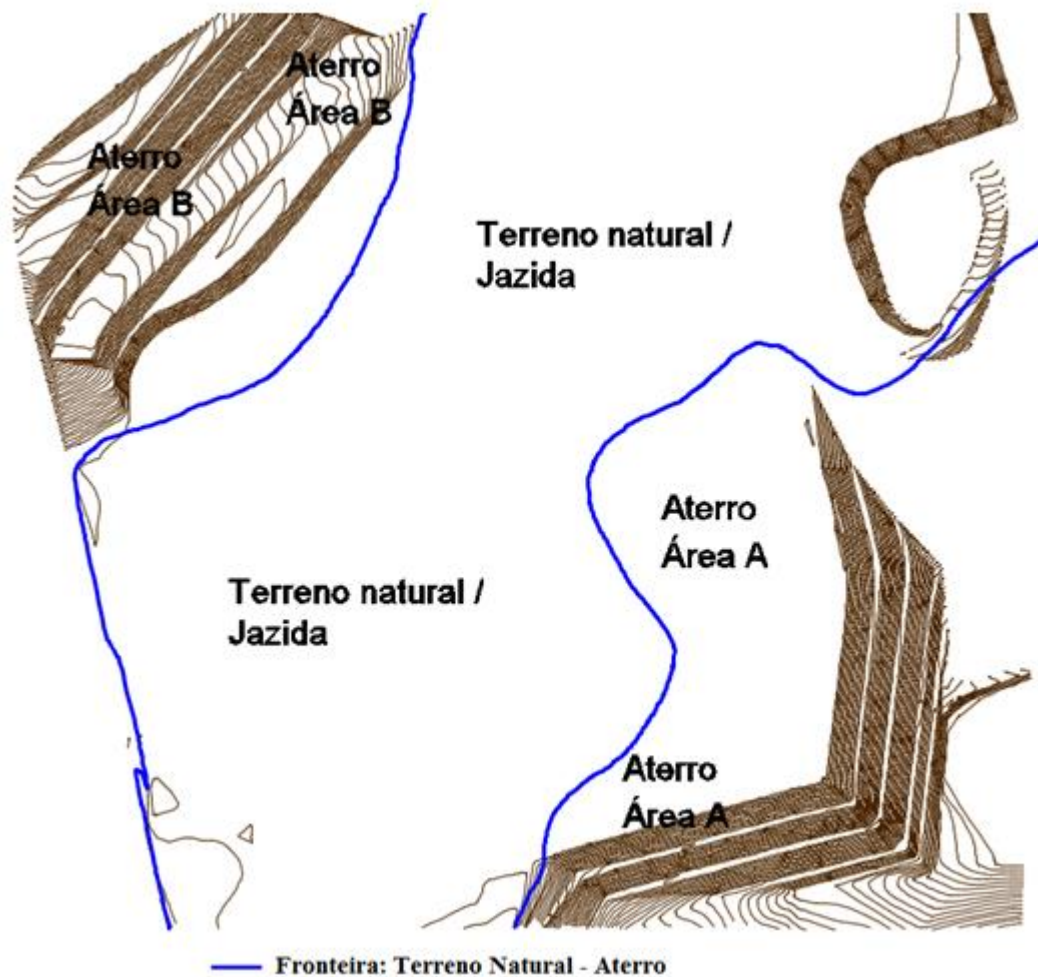 Aterro
Área B
Aterro
Área B
Terreno natural /
Jazida
Aterro
Área A
Terreno natural /
Jazida
Aterro
Área A
Fronteira: Terreno Natural - Aterro